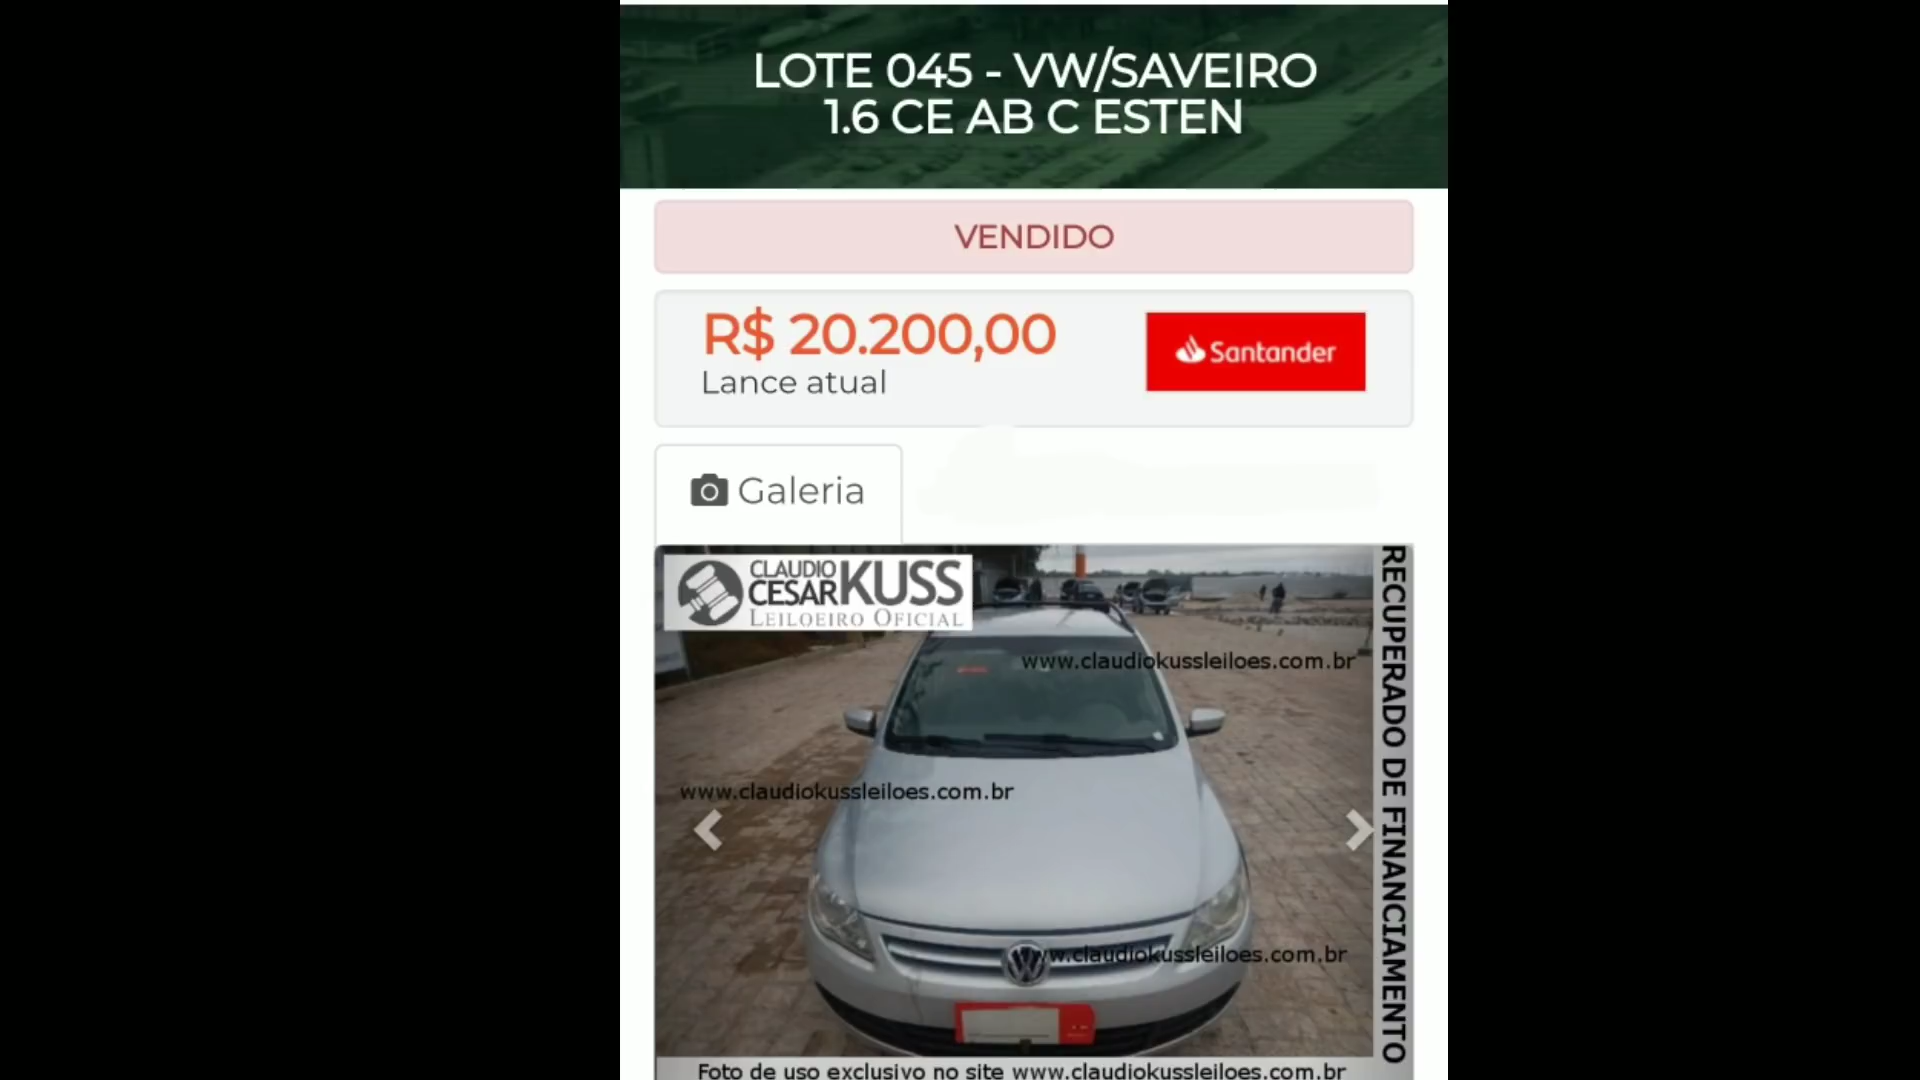 LOTE 045 - VW/SAVEIRO
1.6 CE AB C ESTEN
VENDIDO
R$ 20.200,00
Lance atual
Santander
Galeria
CLAUDIO
CESAR KUSS
LEILOEIRO OFICIAL
www.claudiokussleiloes.com.br
www.claudiokussleiloes.com.br
www.claudiokussleiloes.com.br
RECUPERADO DE FINANCIAMENTO
Foto de uso exclusivo no site www.claudiokussleiloes.com.br